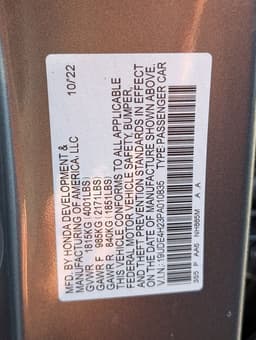 MFD. BY HONDA DEVELOPMENT &
MANUFACTURING OF AMERICA, LLC 10/22
GVWR 1815KG(4001LBS)
GAWR F 985KG(2171LBS)
GAWR R 840KG(1851LBS)
THIS VEHICLE CONFORMS TO ALL APPLICABLE
FEDERAL MOTOR VEHICLE SAFETY, BUMPER,
AND THEFT PREVENTION STANDARDS IN EFFECT
ON THE DATE OF MANUFACTURE SHOWN ABOVE.
V.I.N.: 19UDE4H23PA010835 TYPE:PASSENGER CAR
P AA6 NH885M A A